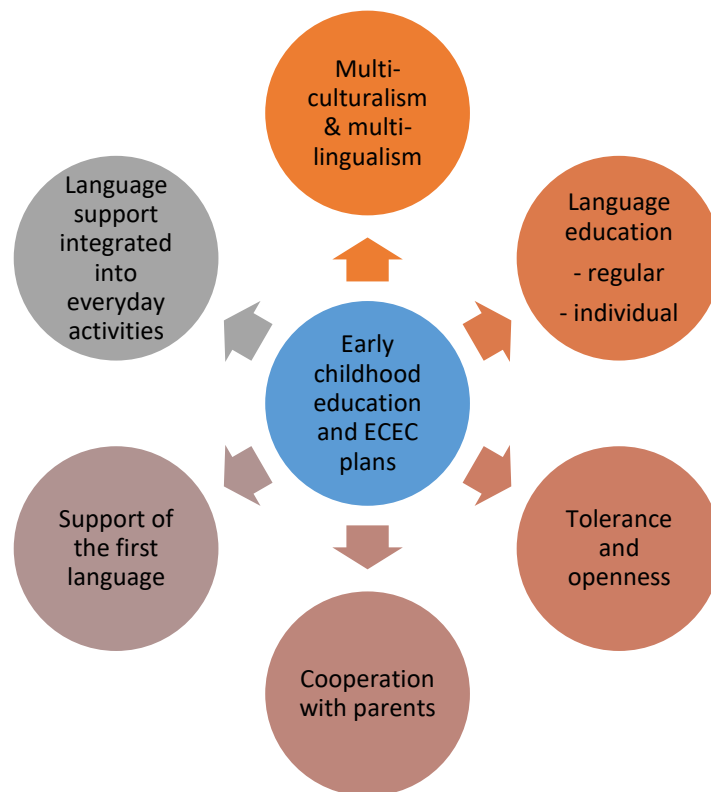 Multi-
culturalism
& multi-
lingualism
Language
education
- regular
- individual
Tolerance
and
openness
Cooperation
with parents
Support of
the first
language
Language
support
integrated
into
everyday
activities
Early
childhood
education
and ECEC
plans